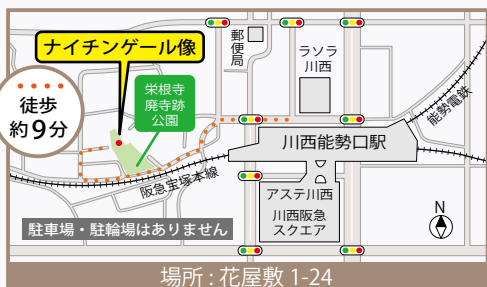 ナイチンゲール像
郵便局
ラソラ
川西
栄根寺
廃寺跡
公園
徒歩
約9分
能勢電鉄
川西能勢口駅
阪急宝塚本線
アステ川西
川西阪急
スクエア
N
駐車場・駐輪場はありません
場所 : 花屋敷 1-24